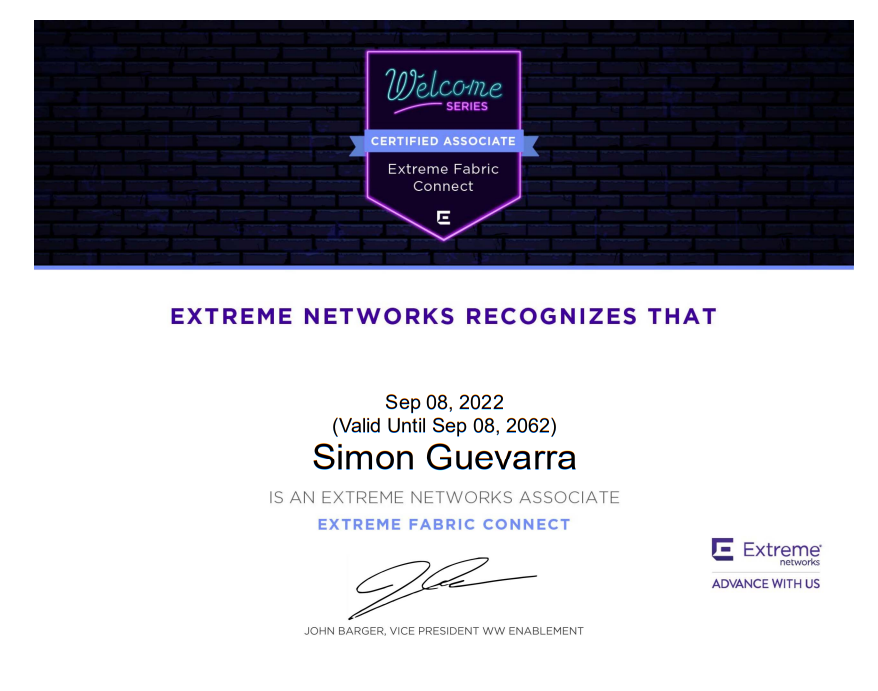 Welcome
SERIES
CERTIFIED ASSOCIATE
Extreme Fabric
Connect
EXTREME NETWORKS RECOGNIZES THAT
Sep 08, 2022
(Valid Until Sep 08, 2062)
Simon Guevarra
IS AN EXTREME NETWORKS ASSOCIATE
EXTREME FABRIC CONNECT
Extreme
networks
ADVANCE WITH US
JOHN BARGER, VICE PRESIDENT WW ENABLEMENT